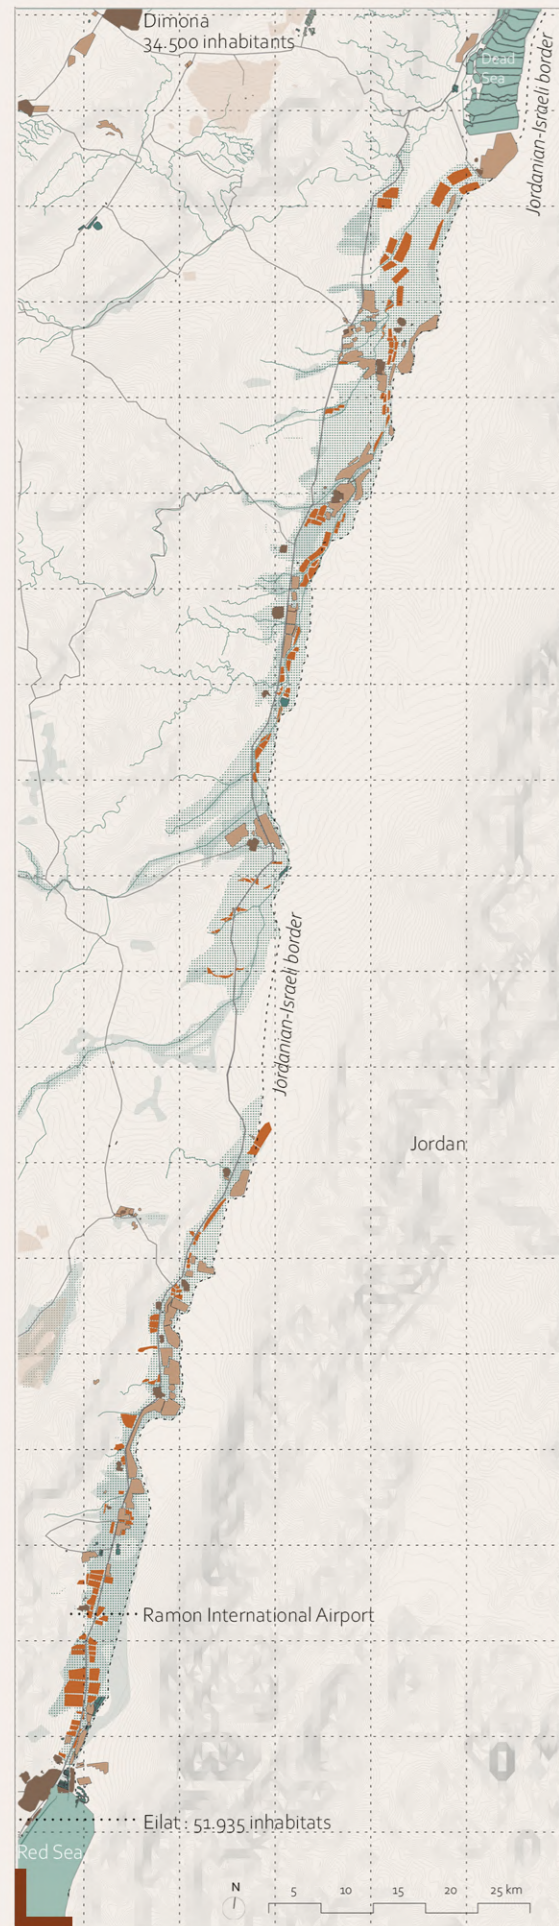 Dimona
34.500 inhabitants
Dead
Sea
Jordanian-Israeli border
Jordanian-Israeli border
Jordan
Ramon International Airport
Eilat : 51.935 inhabitats
Red Sea
N
5 10 15 20 25 km